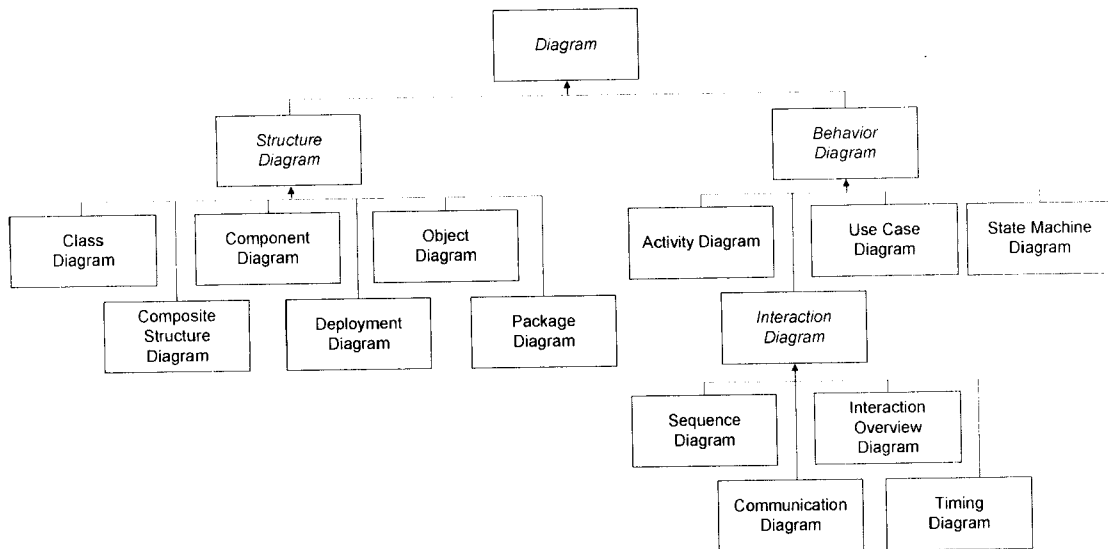 Diagram
Structure
Diagram
Behavior
Diagram
Class
Diagram
Component
Diagram
Object
Diagram
Activity Diagram
Use Case
Diagram
State Machine
Diagram
Composite
Structure
Diagram
Deployment
Diagram
Package
Diagram
Interaction
Diagram
Sequence
Diagram
Interaction
Overview
Diagram
Communication
Diagram
Timing
Diagram